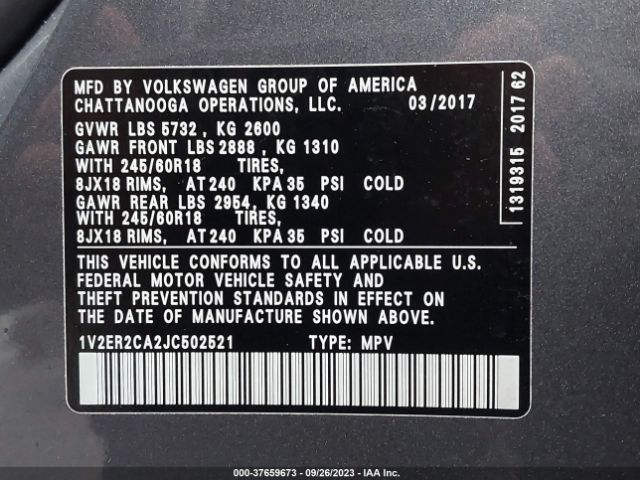 MFD BY VOLKSWAGEN GROUP OF AMERICA
CHATTANOOGA OPERATIONS, LLC. 03/2017
GVWR LBS 5732 , KG 2600
GAWR FRONT LBS 2888 , KG 1310
WITH 245/60R18 TIRES,
8JX18 RIMS, AT 240 KPA 35 PSI COLD
GAWR REAR LBS 2954, KG 1340
WITH 245/60R18 TIRES,
8JX18 RIMS, AT 240 KPA 35 PSI COLD
THIS VEHICLE CONFORMS TO ALL APPLICABLE U.S.
FEDERAL MOTOR VEHICLE SAFETY AND
THEFT PREVENTION STANDARDS IN EFFECT ON
THE DATE OF MANUFACTURE SHOWN ABOVE.
1V2ER2CA2JC502521 TYPE: MPV
1319315 2017 62
000-37659673 - 09/26/2023 - IAA Inc.